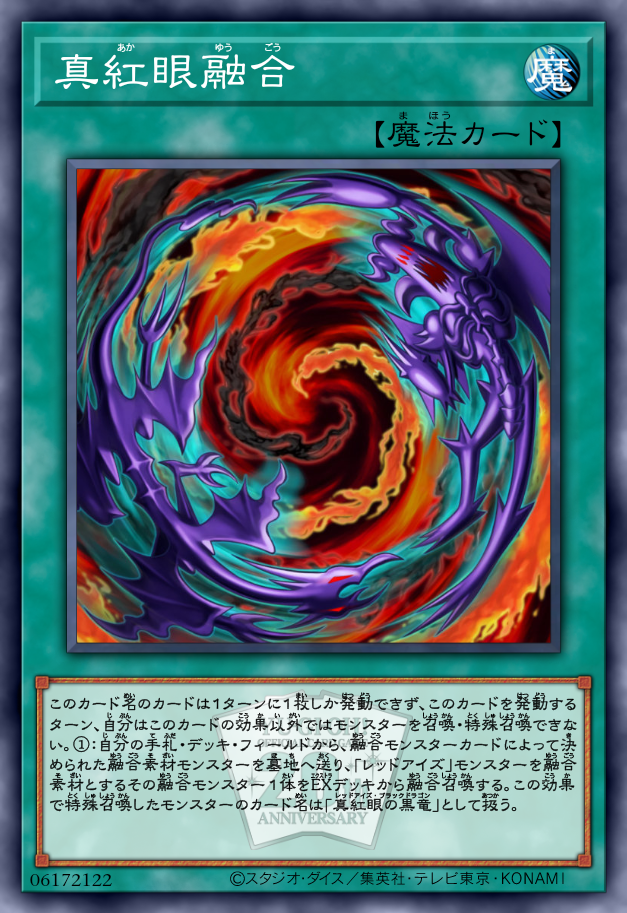 真紅眼融合
魔
【魔法カード】
このカード名のカードは1ターンに1枚しか発動できず、このカードを発動する
ターン、自分はこのカードの効果以外ではモンスターを召喚・特殊召喚できな
い。①：自分の手札・デッキ・フィールドから、融合モンスターカードによって決
められた融合素材モンスターを墓地へ送り、「レッドアイズ」モンスターを融合
素材とするその融合モンスター1体をEXデッキから融合召喚する。この効果
で特殊召喚したモンスターのカード名は「真紅眼の黒竜」として扱う。
ANNIVERSARY
06172122
©スタジオ・ダイス／集英社・テレビ東京・KONAMI